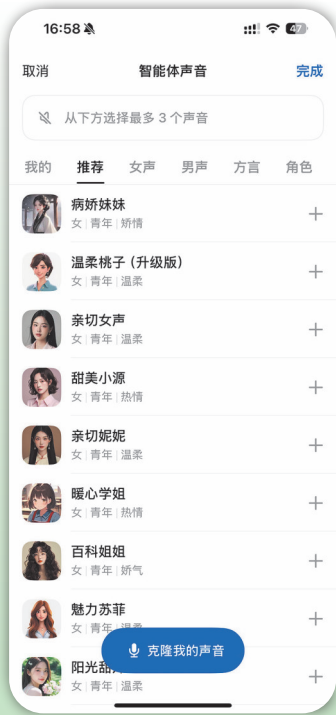 16:58
47
取消 智能体声音 完成
从下方选择最多 3 个声音
我的 推荐 女声 男声 方言 角色
病娇妹妹
女 | 青年 | 矫情
温柔桃子（升级版）
女 | 青年 | 温柔
亲切女声
女 | 青年 | 温柔
甜美小源
女 | 青年 | 热情
亲切妮妮
女 | 青年 | 温柔
暖心学姐
女 | 青年 | 热情
百科姐姐
女 | 青年 | 娇气
魅力苏菲
女 | 青年 | 温柔
克隆我的声音
阳光甜
女 | 青年 | 温柔